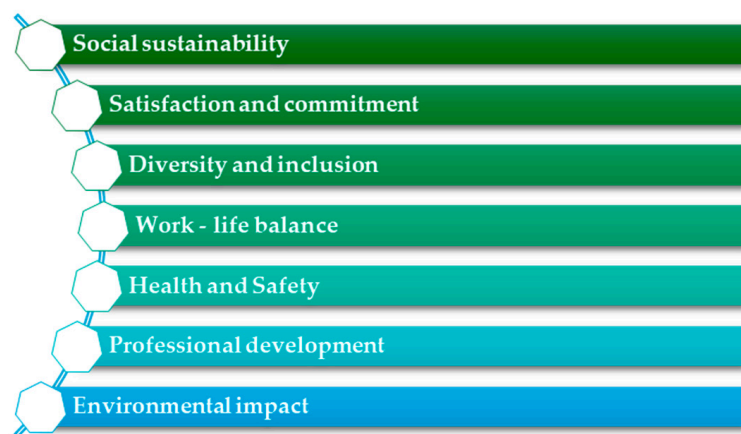 Social sustainability
Satisfaction and commitment
Diversity and inclusion
Work - life balance
Health and Safety
Professional development
Environmental impact